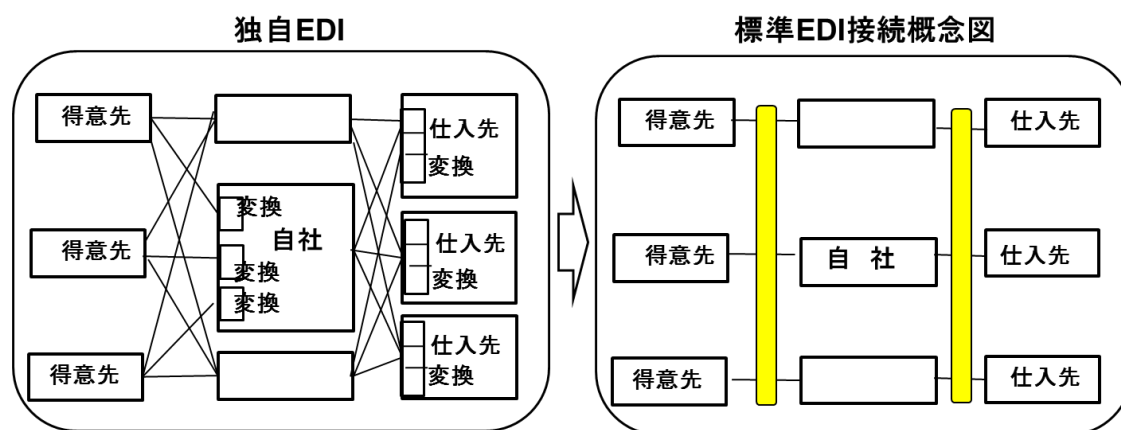 独自EDI
得意先
得意先
得意先
変換
自社
変換
変換
仕入先
変換
仕入先
変換
仕入先
変換
標準EDI接続概念図
得意先
得意先
得意先
自 社
仕入先
仕入先
仕入先